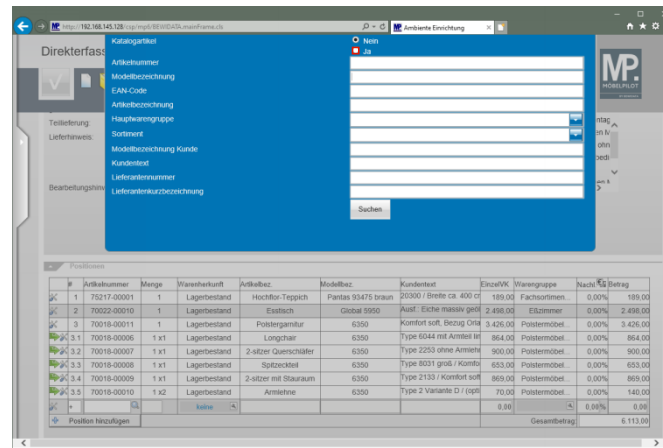 http://192.168.145.128/csp/mpll/BEWIDATA.mainframe.cls
MP Ambiente Einrichtung
Direkterfass
Katalogartikel Nein
Ja
Artikelnummer
Modellbezeichnung
EAN-Code
Artikelbezeichnung
Hauptwarengruppe
Sortiment
Modellbezeichnung Kunde
Kundentext
Lieferantennummer
Lieferantenkurzbezeichnung
Suchen
MP.
MÖBELPILOT
Teillieferung:
Lieferhinweis:
Bearbeitungshinw
ntag
en M
ohn
pedi
Positionen
# Artikelnummer Menge Warenherkunft Artikelbez. Modellbez. Kundentext EinzelVK Warengruppe Nachl % Betrag
1 75217-00001 1 Lagerbestand Hochflor-Teppich Pantas 93475 braun 20300 / Breite ca. 400 cr 189,00 Fachsortimen... 0,00% 189,00
2 70022-00010 1 Lagerbestand Esstisch Global 5950 Ausf.: Eiche massiv geöl 2.498,00 Eßzimmer 0,00% 2.498,00
3 70018-00011 1 Lagerbestand Polstergarnitur 6350 Komfort soft, Bezug Orla 3.426,00 Polstermöbel... 0,00% 3.426,00
3.1 70018-00006 1 x1 Lagerbestand Longchair 6350 Type 6044 mit Armteil lin 864,00 Polstermöbel... 0,00% 864,00
3.2 70018-00007 1 x1 Lagerbestand 2-sitzer Querschläfer 6350 Type 2253 ohne Armlehn 900,00 Polstermöbel... 0,00% 900,00
3.3 70018-00008 1 x1 Lagerbestand Spitzeckteil 6350 Type 8031 groß / Komfo 653,00 Polstermöbel... 0,00% 653,00
3.4 70018-00009 1 x1 Lagerbestand 2-sitzer mit Stauraum 6350 Type 2133 / Komfort soft 869,00 Polstermöbel... 0,00% 869,00
3.5 70018-00010 1 x2 Lagerbestand Armlehne 6350 Type 2 Variante D / (opti 70,00 Polstermöbel... 0,00% 140,00
+ keine 0,00 0,00% 0,00
Position hinzufügen Gesamtbetrag 6.113,00